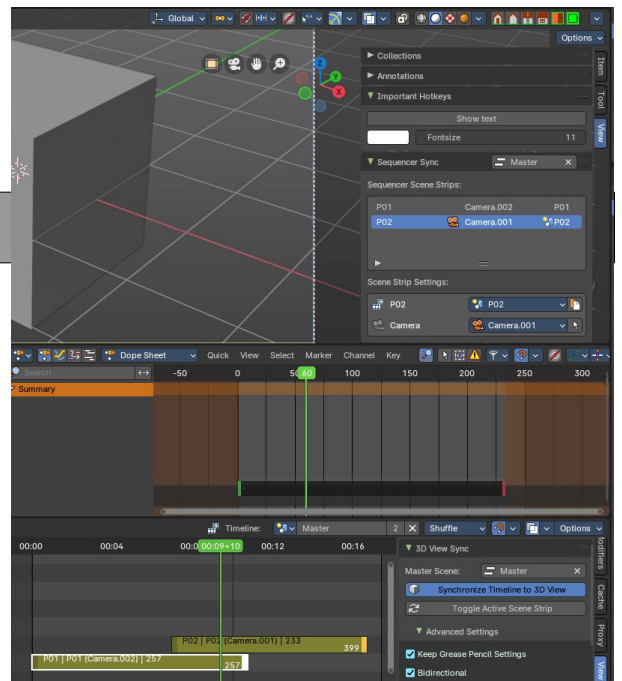 Global
Options
Collections
Annotations
Important Hotkeys
Show text
Fontsize 11
Sequencer Sync Master
Sequencer Scene Strips:
P01 Camera.002 P01
P02 Camera.001 P02
Scene Strip Settings:
P02 P02
Camera Camera.001
Item
Tool
View
Z
Y
X
Dope Sheet Quick View Select Marker Channel Key
Search -50 0 50 60 100 150 200 250 300
Summary
Timeline: Master 2 Shuffle Options
00:00 00:04 00:0 00:09+10 00:12 00:16
3D View Sync
Master Scene: Master
Synchronize Timeline to 3D View
Toggle Active Scene Strip
Advanced Settings
Keep Grease Pencil Settings
Bidirectional
P02 | P02 (Camera.001) | 233
399
P01 | P01 (Camera.002) | 257
257
Cache
Proxy
View